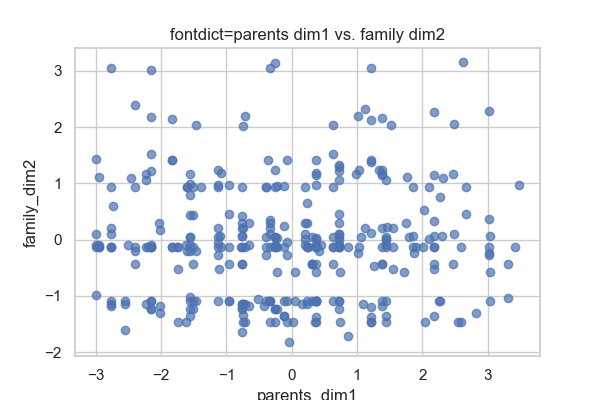 fontdict=parents dim1 vs. family dim2
3
2
1
0
−1
−2
family_dim2
−3 −2 −1 0 1 2 3
parents_dim1